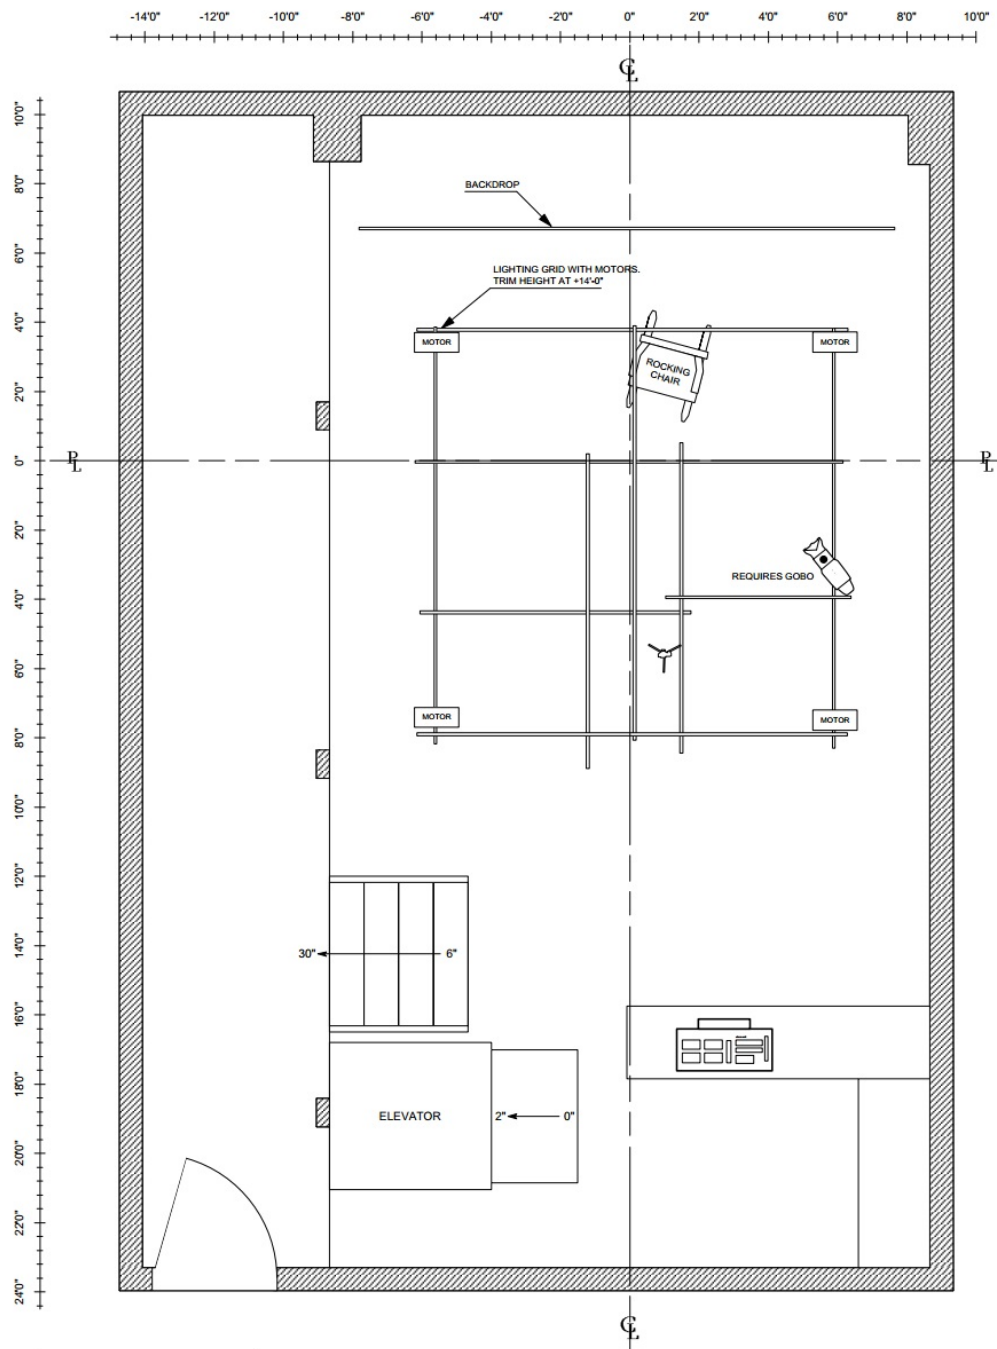 -14'0" -12'0" -10'0" -8'0" -6'0" -4'0" -2'0" 0" 2'0" 4'0" 6'0" 8'0" 10'0"
CL
10'0"
8'0"
BACKDROP
6'0"
LIGHTING GRID WITH MOTORS.
TRIM HEIGHT AT +14'-0"
4'0"
MOTOR
MOTOR
ROCKING
CHAIR
2'0"
0"
PL
PL
2'0"
REQUIRES GOBO
4'0"
6'0"
MOTOR
MOTOR
8'0"
10'0"
12'0"
14'0"
30"
6"
16'0"
18'0"
ELEVATOR
2"
0"
20'0"
22'0"
24'0"
CL